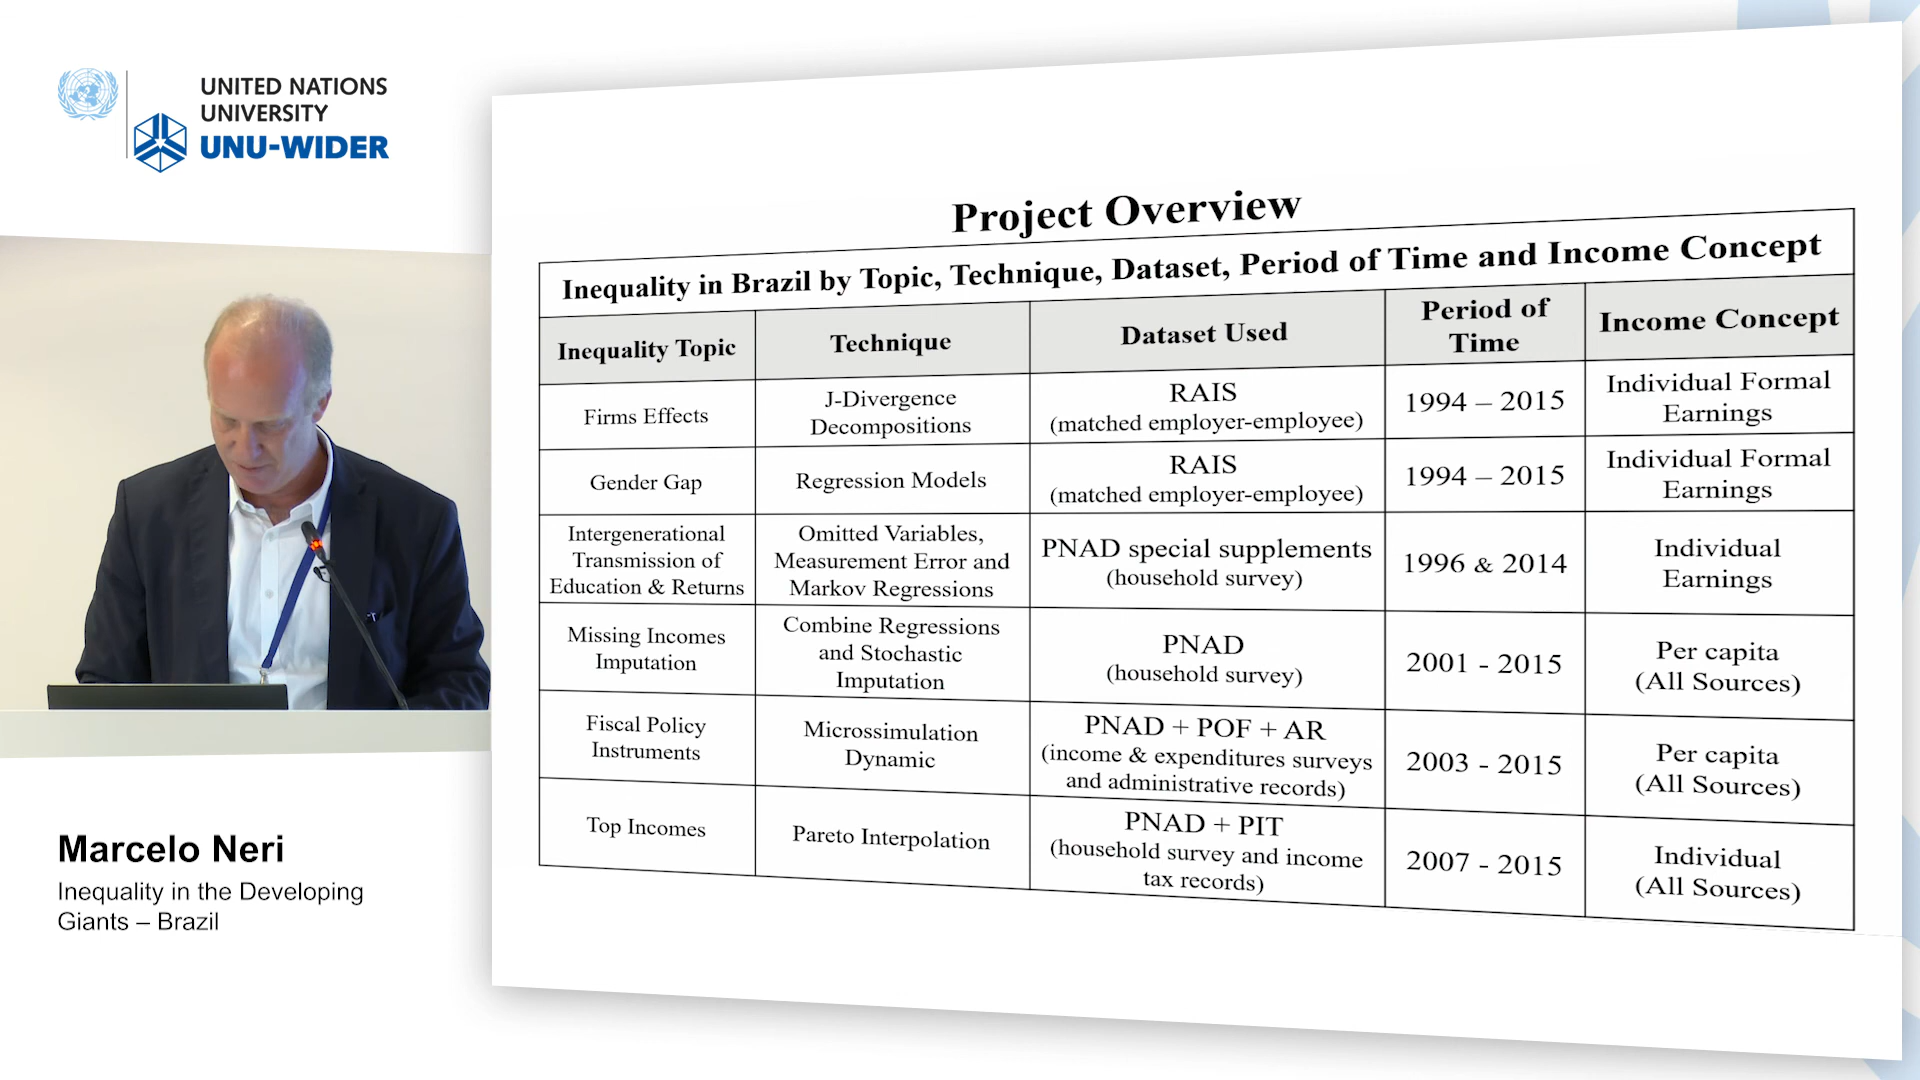 UNITED NATIONS
UNIVERSITY
UNU-WIDER
Project Overview
Inequality in Brazil by Topic, Technique, Dataset, Period of Time and Income Concept
Inequality Topic
Technique
Dataset Used
Period of
Time
Income Concept
Firms Effects
J-Divergence
Decompositions
RAIS
(matched employer-employee)
1994 – 2015
Individual Formal
Earnings
Gender Gap
Regression Models
RAIS
(matched employer-employee)
1994 – 2015
Individual Formal
Earnings
Intergenerational
Transmission of
Education & Returns
Omitted Variables,
Measurement Error and
Markov Regressions
PNAD special supplements
(household survey)
1996 & 2014
Individual
Earnings
Missing Incomes
Imputation
Combine Regressions
and Stochastic
Imputation
PNAD
(household survey)
2001 - 2015
Per capita
(All Sources)
Fiscal Policy
Instruments
Microssimulation
Dynamic
PNAD + POF + AR
(income & expenditures surveys
and administrative records)
2003 - 2015
Per capita
(All Sources)
Top Incomes
Pareto Interpolation
PNAD + PIT
(household survey and income
tax records)
2007 - 2015
Individual
(All Sources)
Marcelo Neri
Inequality in the Developing
Giants – Brazil